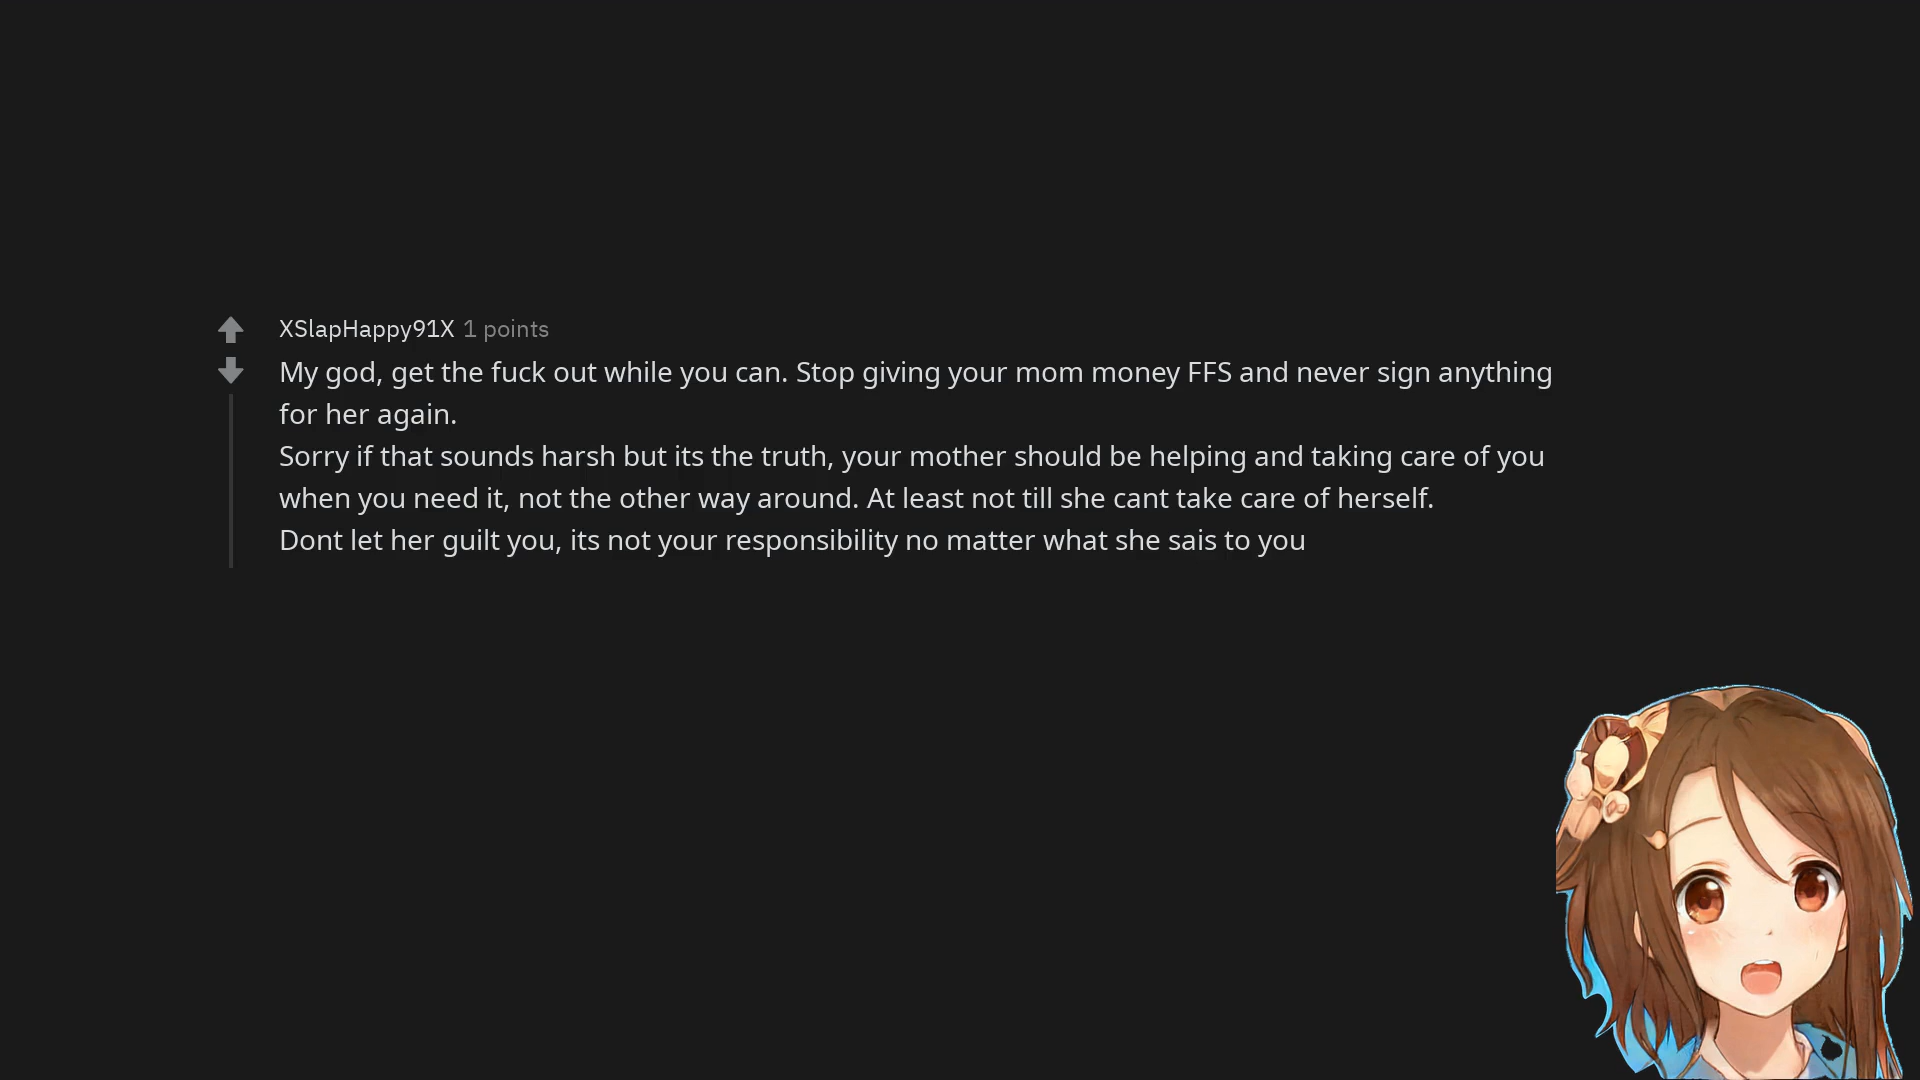 XSlapHappy91X 1 points
My god, get the fuck out while you can. Stop giving your mom money FFS and never sign anything
for her again.
Sorry if that sounds harsh but its the truth, your mother should be helping and taking care of you
when you need it, not the other way around. At least not till she cant take care of herself.
Dont let her guilt you, its not your responsibility no matter what she sais to you